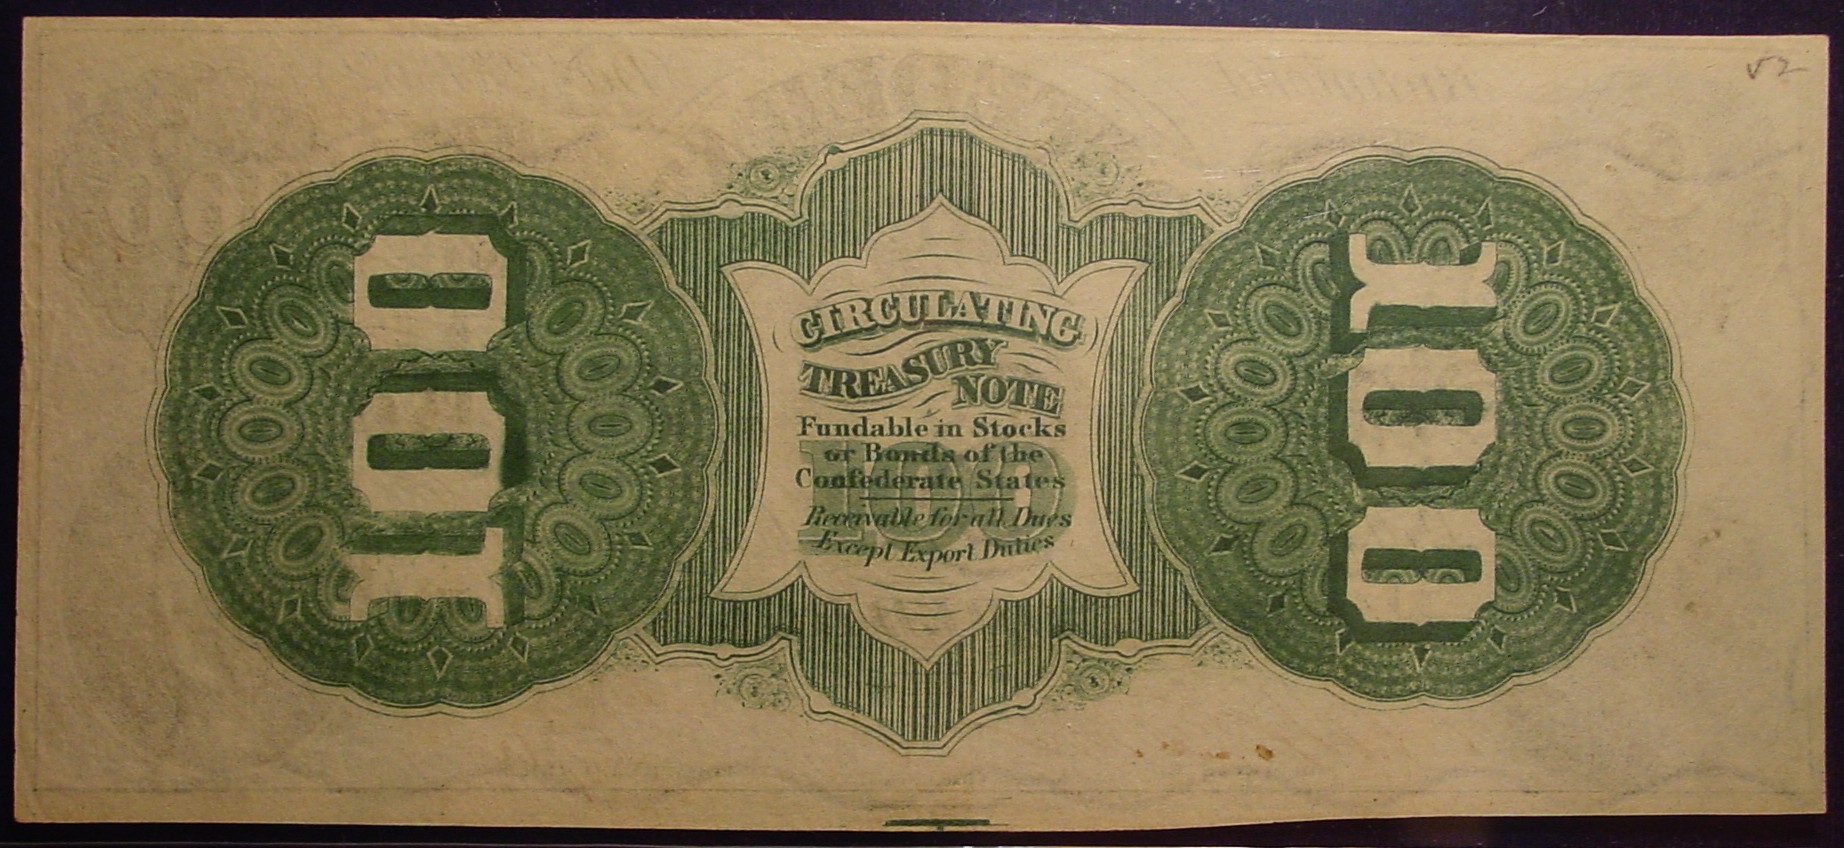 52
100
CIRCULATING
TREASURY
NOTE
Fundable in Stocks
or Bonds of the
Confederate States
100
Receivable for all Dues
Except Export Duties
100